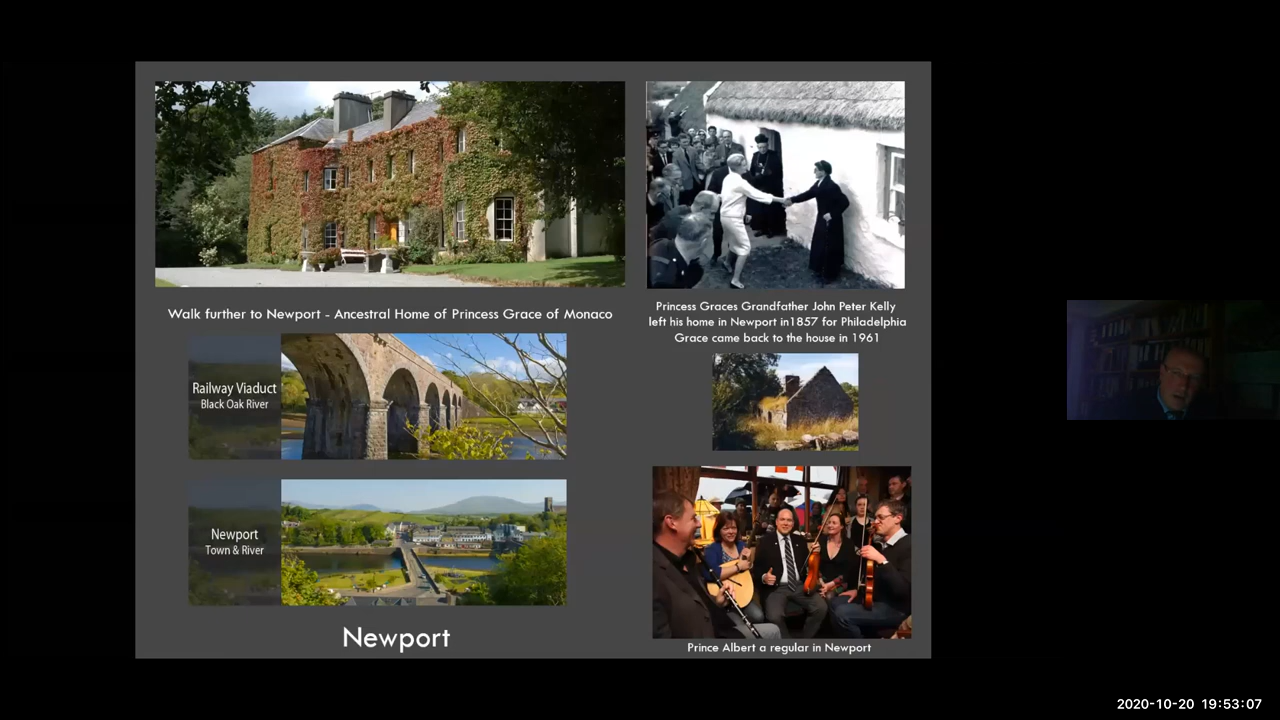 Walk further to Newport - Ancestral Home of Princess Grace of Monaco
Railway Viaduct
Black Oak River
Newport
Town & River
Newport
Princess Graces Grandfather John Peter Kelly
left his home in Newport in1857 for Philadelphia
Grace came back to the house in 1961
Prince Albert a regular in Newport
2020-10-20 19:53:07